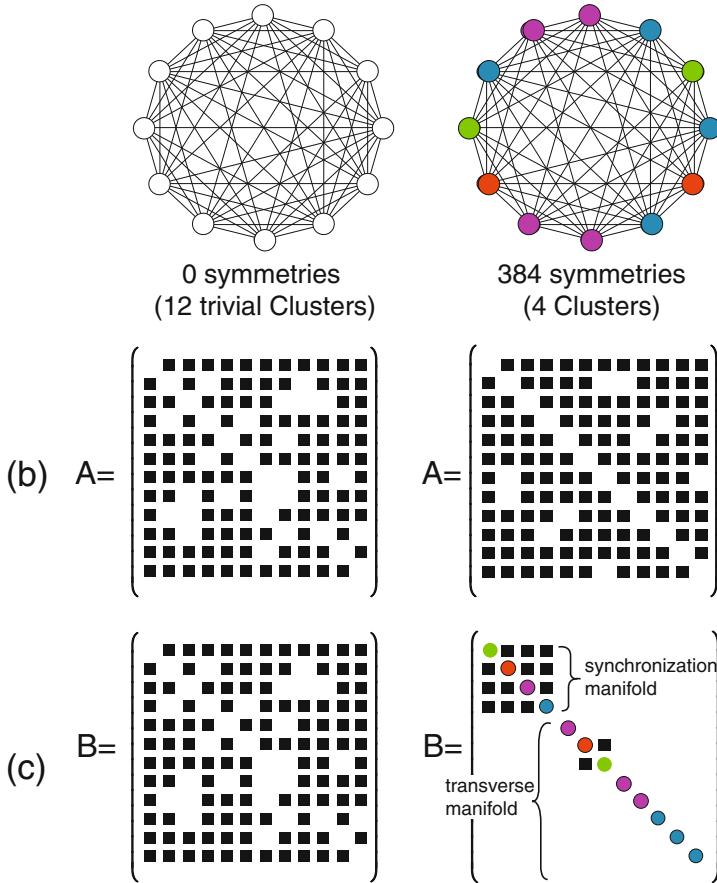 0 symmetries
(12 trivial Clusters)
384 symmetries
(4 Clusters)
(b)
A=
A=
(c)
B=
B=
synchronization
manifold
transverse
manifold